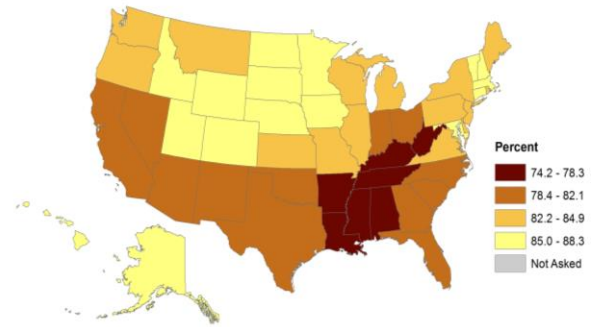 Percent
74.2 - 78.3
78.4 - 82.1
82.2 - 84.9
85.0 - 88.3
Not Asked